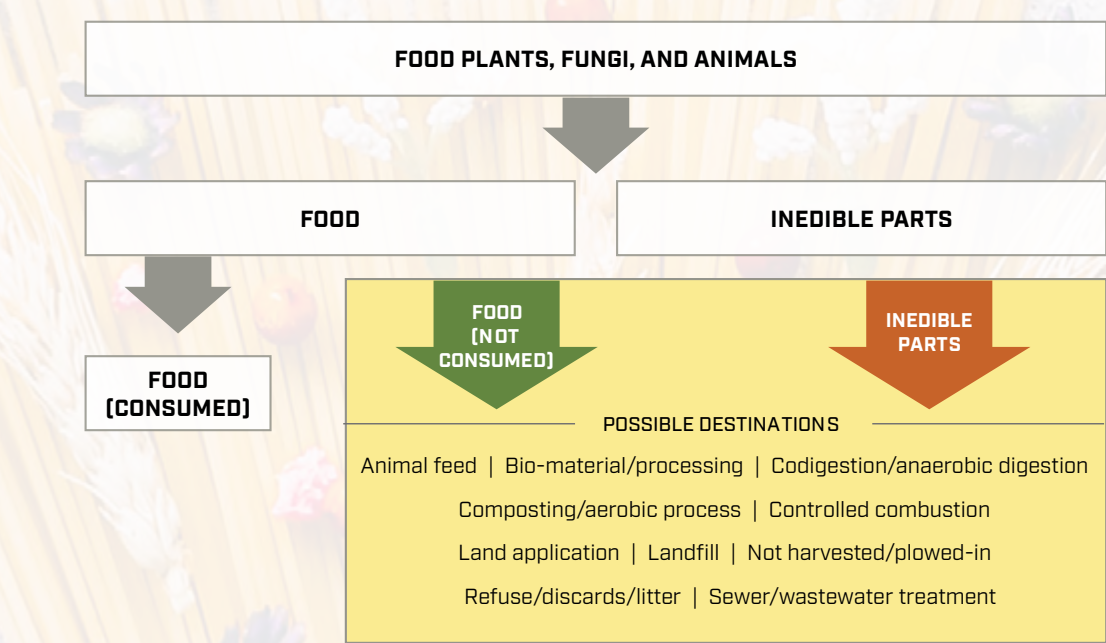 FOOD PLANTS, FUNGI, AND ANIMALS
FOOD
INEDIBLE PARTS
FOOD
(NOT
CONSUMED)
INEDIBLE
PARTS
FOOD
(CONSUMED)
POSSIBLE DESTINATIONS
Animal feed | Bio-material/processing | Codigestion/anaerobic digestion
Composting/aerobic process | Controlled combustion
Land application | Landfill | Not harvested/plowed-in
Refuse/discards/litter | Sewer/wastewater treatment